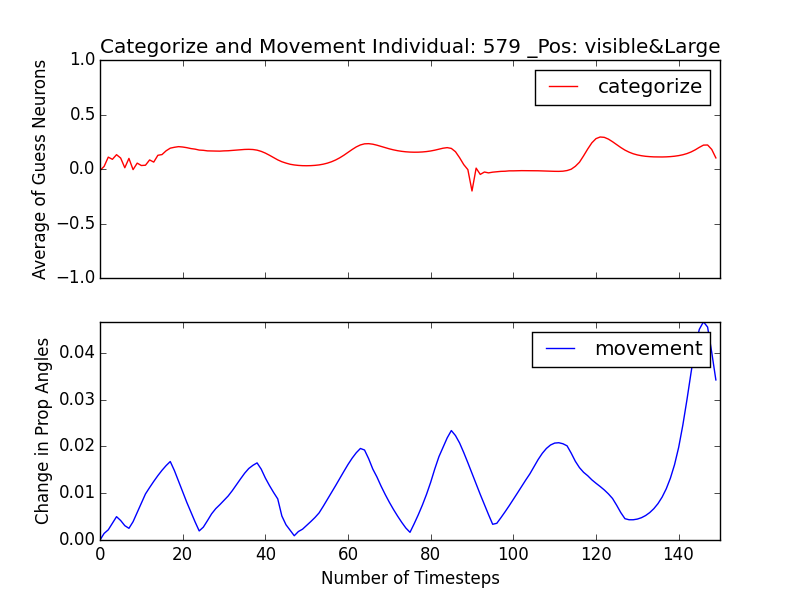 Categorize and Movement Individual: 579 _Pos: visible&Large
1.0
0.5
0.0
−0.5
−1.0
Average of Guess Neurons
categorize
0.04
0.03
0.02
0.01
0.00
Change in Prop Angles
movement
0 20 40 60 80 100 120 140
Number of Timesteps